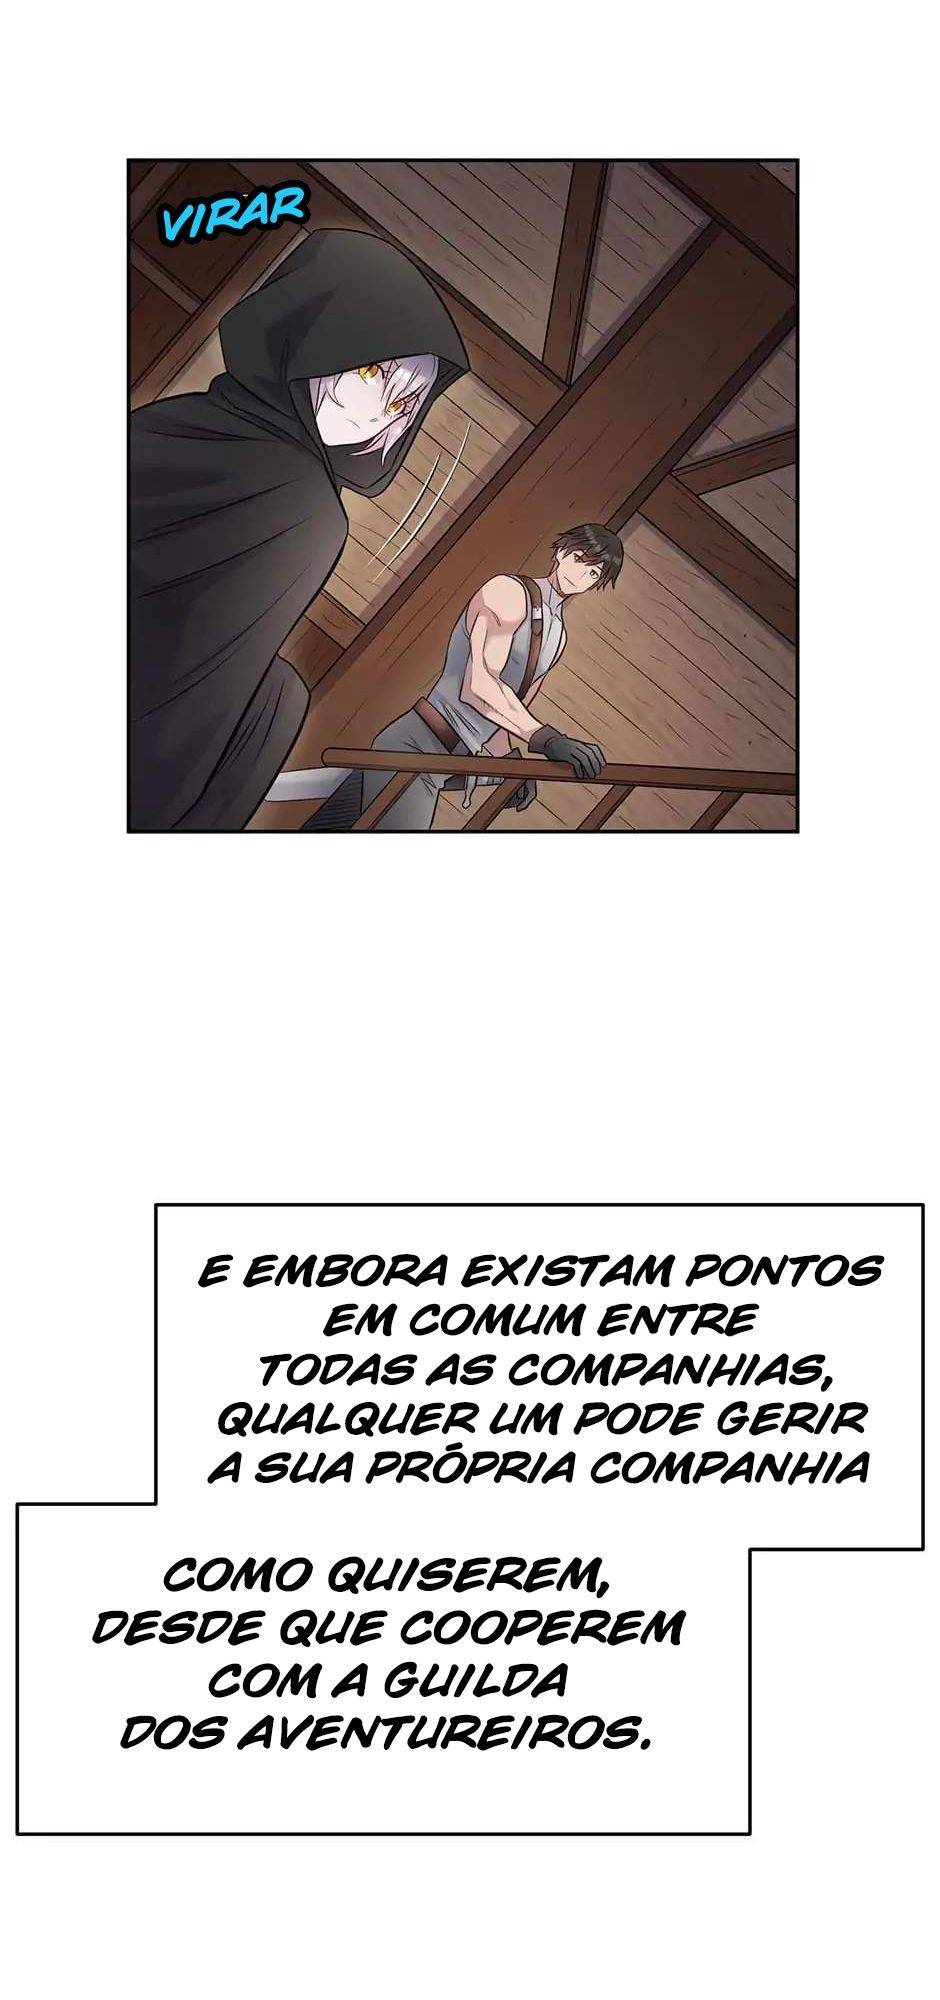 VIRAR
E EMBORA EXISTAM PONTOS
EM COMUM ENTRE
TODAS AS COMPANHIAS,
QUALQUER UM PODE GERIR
A SUA PRÓPRIA COMPANHIA
COMO QUISEREM,
DESDE QUE COOPEREM
COM A GUILDA
DOS AVENTUREIROS.